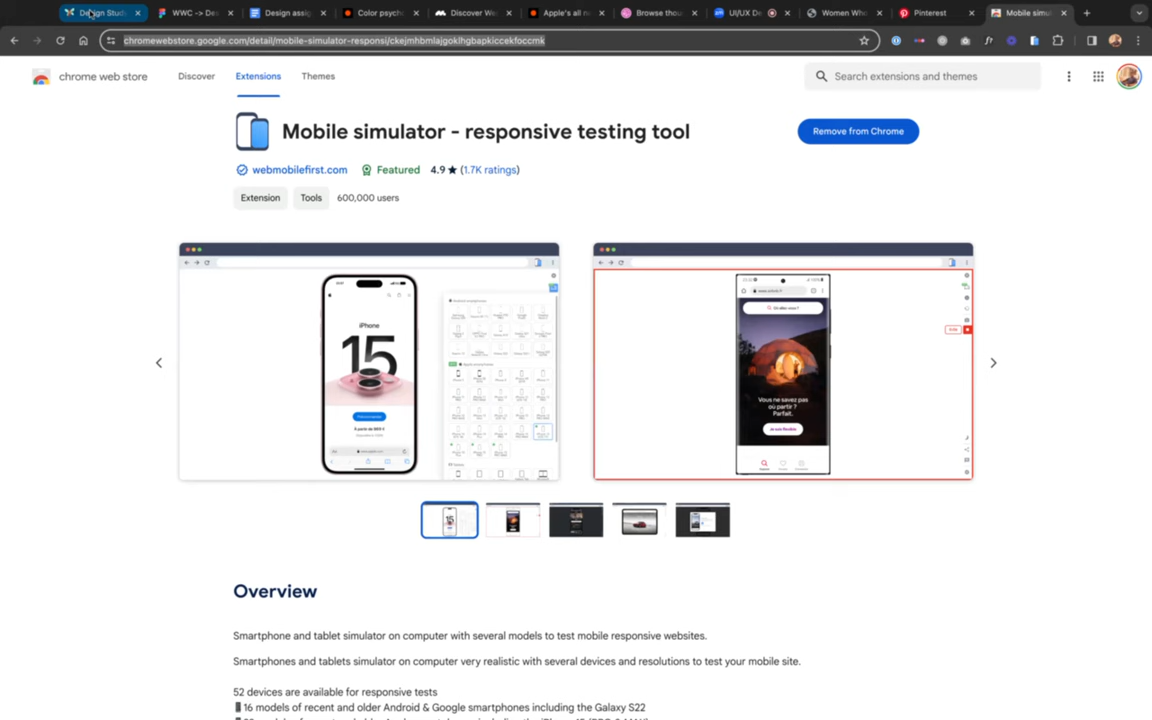 Design Stud
WWC -> Des
Design assig
Color psych
Discover We
Apple's all n
Browse thou
UI/UX D
Women Who
Pinterest
Mobile simul
chromewebstore.google.com/detail/mobile-simulator-responsi/ckejmhbmlajgoklhgbapkiccekfoccmk
chrome web store
Discover
Extensions
Themes
Search extensions and themes
Mobile simulator - responsive testing tool
Remove from Chrome
webmobilefirst.com
Featured
4.9 ★ (1.7K ratings)
Extension
Tools
600,000 users
iPhone
15
Vous ne savez pas
où partir ?
Parfait.
Overview
Smartphone and tablet simulator on computer with several models to test mobile responsive websites.
Smartphones and tablets simulator on computer very realistic with several devices and resolutions to test your mobile site.
52 devices are available for responsive tests
16 models of recent and older Android & Google smartphones including the Galaxy S22